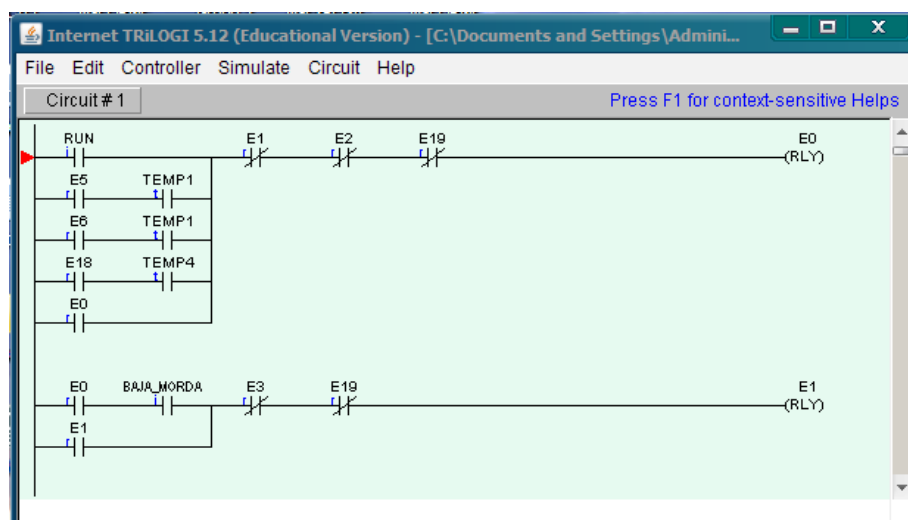 Internet TRiLOGI 5.12 (Educational Version) - [C:\Documents and Settings\Admini...
File Edit Controller Simulate Circuit Help
Circuit # 1 Press F1 for context-sensitive Helps
RUN E1 E2 E19 E0
i r r r (RLY)
E5 TEMP1
r t
E6 TEMP1
r t
E18 TEMP4
r t
E0
r
E0 BAJA_MORDA E3 E19 E1
r i r r (RLY)
E1
r